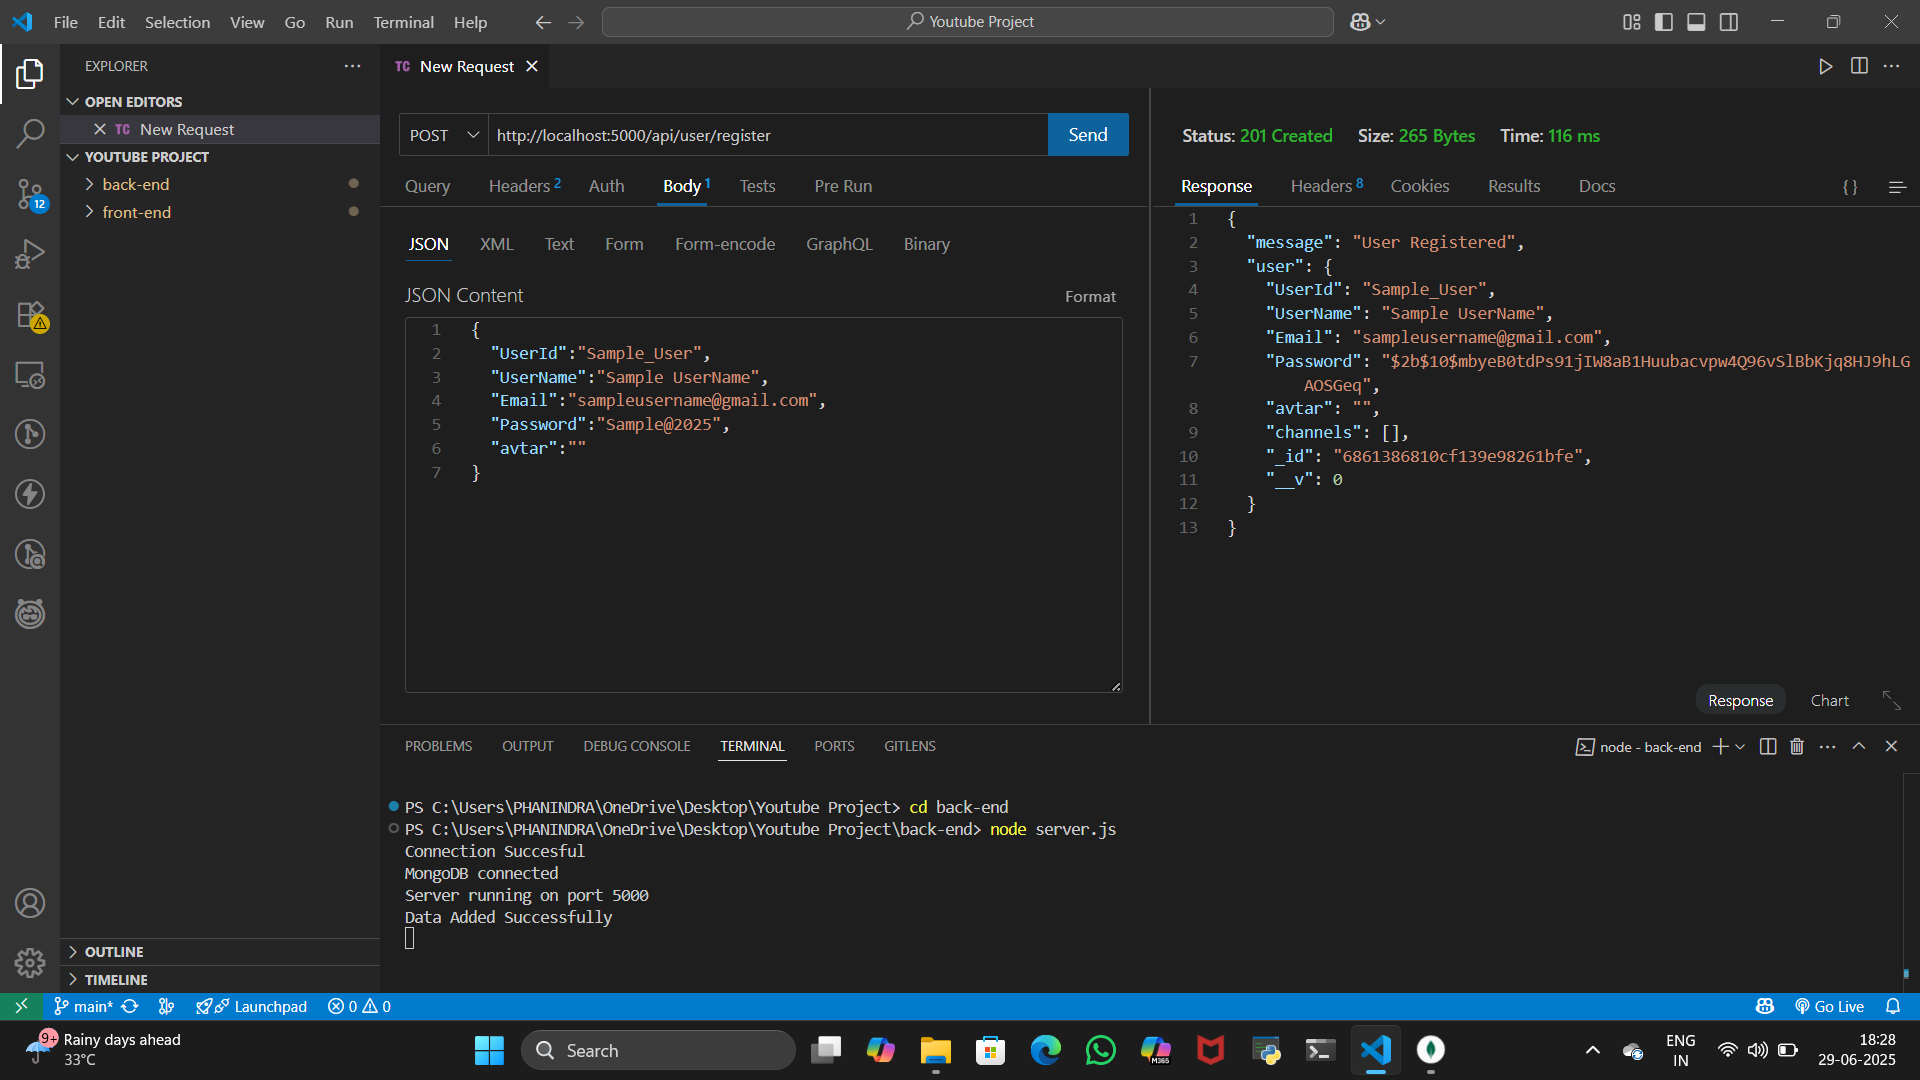 File Edit Selection View Go Run Terminal Help
Youtube Project
EXPLORER
OPEN EDITORS
TC New Request
YOUTUBE PROJECT
back-end
front-end
12
OUTLINE
TIMELINE
TC New Request
POST http://localhost:5000/api/user/register Send
Query Headers 2 Auth Body 1 Tests Pre Run
JSON XML Text Form Form-encode GraphQL Binary
JSON Content Format
1 {
2 "UserId":"Sample_User",
3 "UserName":"Sample UserName",
4 "Email":"sampleusername@gmail.com",
5 "Password":"Sample@2025",
6 "avtar":""
7 }
Status: 201 Created Size: 265 Bytes Time: 116 ms
Response Headers 8 Cookies Results Docs { }
1 {
2 "message": "User Registered",
3 "user": {
4 "UserId": "Sample_User",
5 "UserName": "Sample UserName",
6 "Email": "sampleusername@gmail.com",
7 "Password": "$2b$10$mbyeB0tdPs91jIW8aB1Huubacvpw4Q96vSlBbKjq8HJ9hLG
AOSGeq",
8 "avtar": "",
9 "channels": [],
10 "_id": "6861386810cf139e98261bfe",
11 "__v": 0
12 }
13 }
Response Chart
PROBLEMS OUTPUT DEBUG CONSOLE TERMINAL PORTS GITLENS
node - back-end
PS C:\Users\PHANINDRA\OneDrive\Desktop\Youtube Project> cd back-end
PS C:\Users\PHANINDRA\OneDrive\Desktop\Youtube Project\back-end> node server.js
Connection Succesful
MongoDB connected
Server running on port 5000
Data Added Successfully
main* Launchpad 0 0 Go Live
9+ Rainy days ahead
33°C
Search
M365
ENG
IN
18:28
29-06-2025